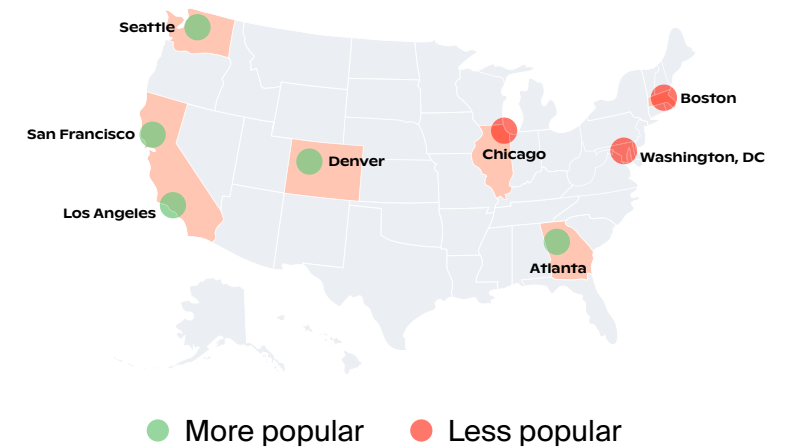 Seattle
Boston
San Francisco
Chicago
Washington, DC
Denver
Los Angeles
Atlanta
More popular
Less popular